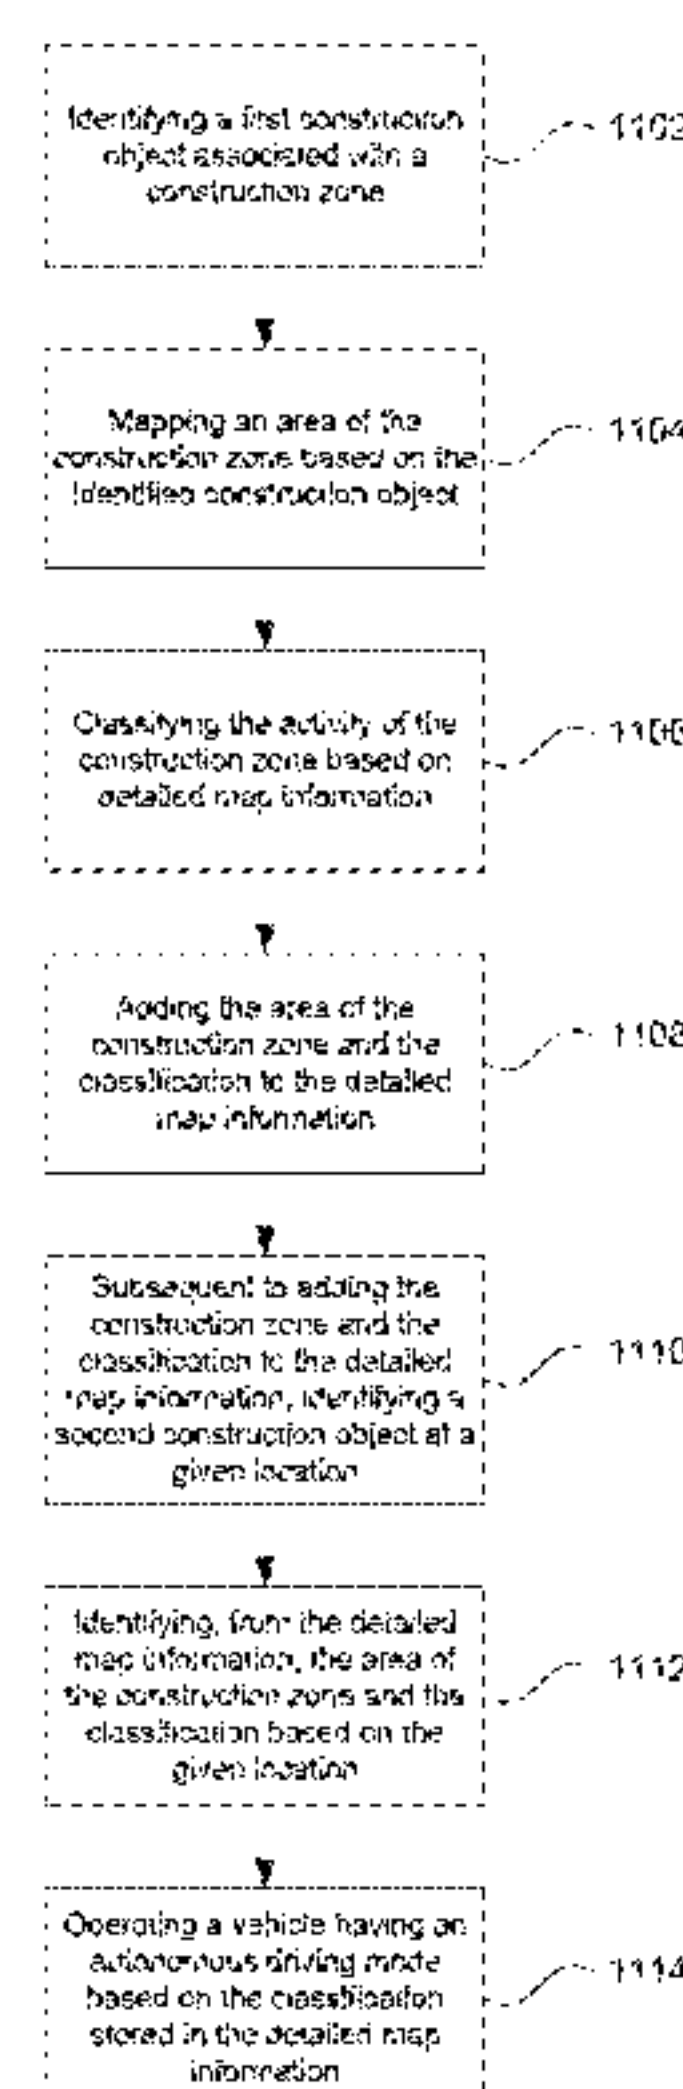 Identifying a first construction
object associated with a
construction zone
1102
Mapping an area of the
construction zone based on the
identified construction object
1104
Classifying the activity of the
construction zone based on
detailed map information
1106
Adding the area of the
construction zone and the
classification to the detailed
map information
1108
Subsequent to adding the
construction zone and the
classification to the detailed
map information, identifying a
second construction object at a
given location
1110
Identifying, from the detailed
map information, the area of
the construction zone and the
classification based on the
given location
1112
Operating a vehicle having an
autonomous driving mode
based on the classification
stored in the detailed map
information
1114